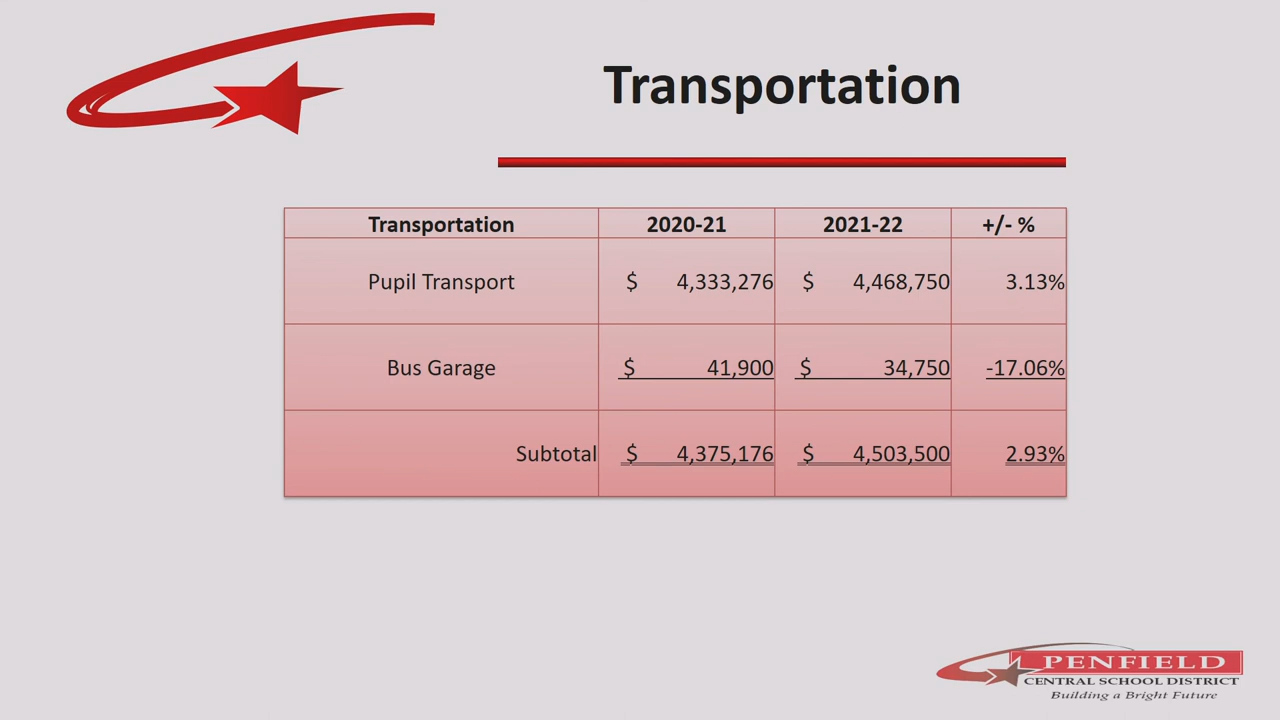 Transportation
Transportation 2020-21 2021-22 +/- %
Pupil Transport $ 4,333,276 $ 4,468,750 3.13%
Bus Garage $ 41,900 $ 34,750 -17.06%
Subtotal $ 4,375,176 $ 4,503,500 2.93%
PENFIELD
CENTRAL SCHOOL DISTRICT
Building a Bright Future